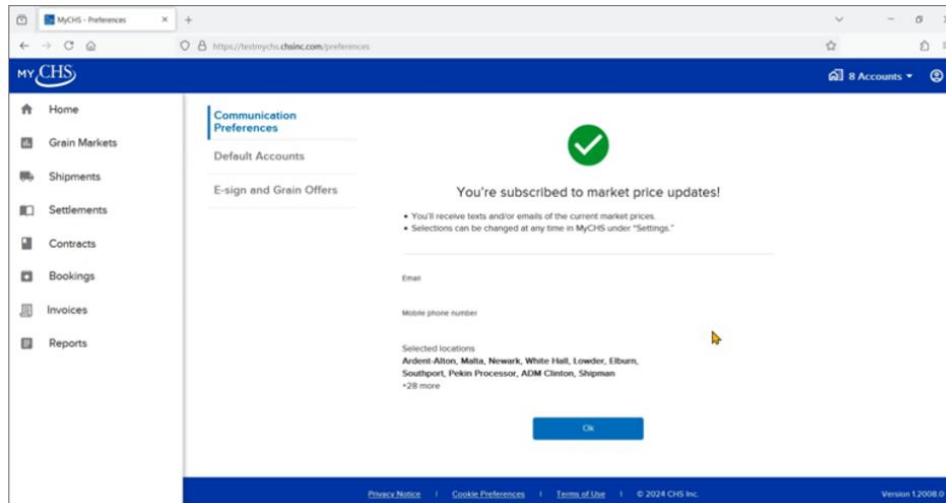 MyCHS - Preferences
https://testmychs.chsinc.com/preferences
MY CHS
8 Accounts
Home
Grain Markets
Shipments
Settlements
Contracts
Bookings
Invoices
Reports
Communication
Preferences
Default Accounts
E-sign and Grain Offers
You're subscribed to market price updates!
• You'll receive texts and/or emails of the current market prices.
• Selections can be changed at any time in MyCHS under "Settings."
Email
Mobile phone number
Selected locations
Ardent-Alton, Malta, Newark, White Hall, Lowder, Elburn,
Southport, Pekin Processor, ADM Clinton, Shipman
+28 more
Ok
Privacy Notice | Cookie Preferences | Terms of Use | © 2024 CHS Inc.
Version 1.2008.0